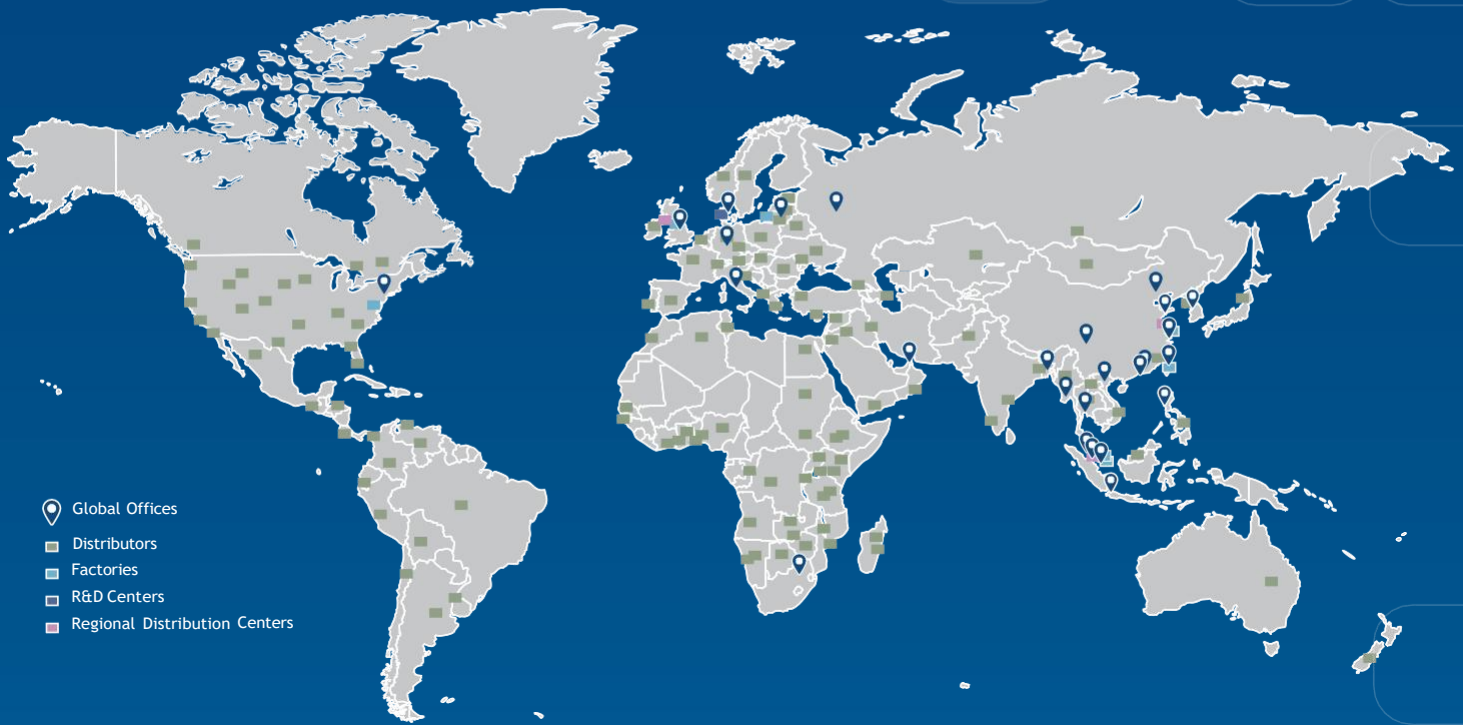 Global Offices
Distributors
Factories
R&D Centers
Regional Distribution Centers